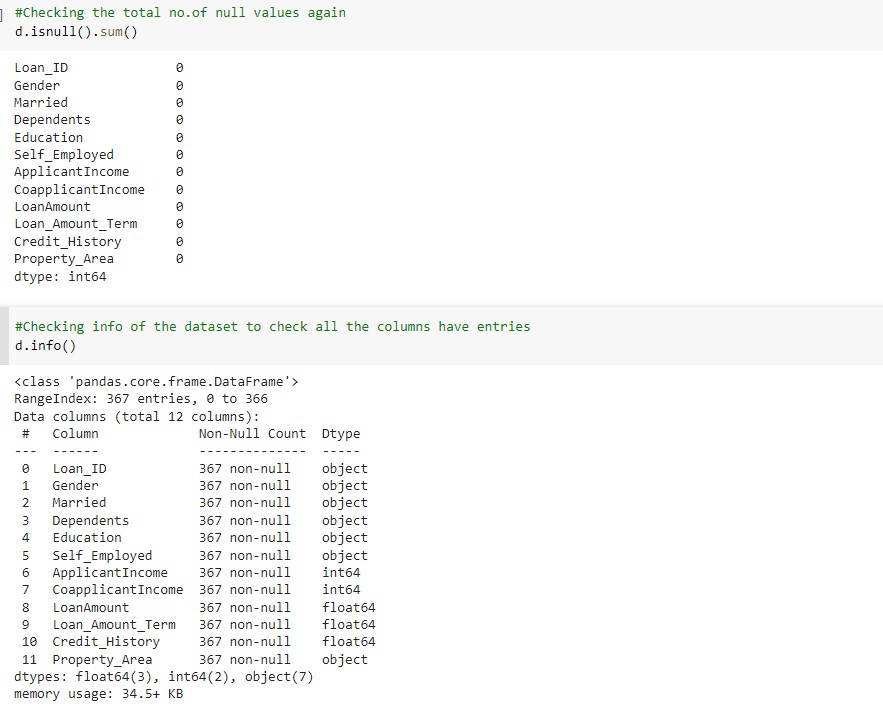 ]
#Checking the total no.of null values again
d.isnull().sum()
Loan_ID 0
Gender 0
Married 0
Dependents 0
Education 0
Self_Employed 0
ApplicantIncome 0
CoapplicantIncome 0
LoanAmount 0
Loan_Amount_Term 0
Credit_History 0
Property_Area 0
dtype: int64
#Checking info of the dataset to check all the columns have entries
d.info()
<class 'pandas.core.frame.DataFrame'>
RangeIndex: 367 entries, 0 to 366
Data columns (total 12 columns):
# Column Non-Null Count Dtype
--- ------ -------------- -----
0 Loan_ID 367 non-null object
1 Gender 367 non-null object
2 Married 367 non-null object
3 Dependents 367 non-null object
4 Education 367 non-null object
5 Self_Employed 367 non-null object
6 ApplicantIncome 367 non-null int64
7 CoapplicantIncome 367 non-null int64
8 LoanAmount 367 non-null float64
9 Loan_Amount_Term 367 non-null float64
10 Credit_History 367 non-null float64
11 Property_Area 367 non-null object
dtypes: float64(3), int64(2), object(7)
memory usage: 34.5+ KB